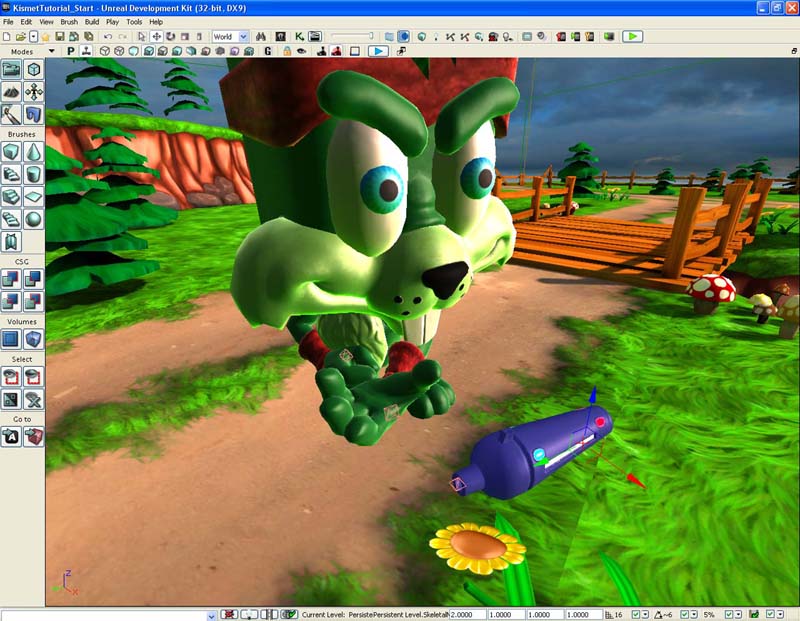 KismetTutorial_Start - Unreal Development Kit (32-bit, DX9)
File Edit View Brush Build Play Tools Help
World
Modes
P
G
Brushes
CSG
Volumes
Select
Go to
A
Z
X
Current Level: PersistePersistent Level.Skeletal 2.0000 1.0000 1.0000 1.0000 16 ~6 5%